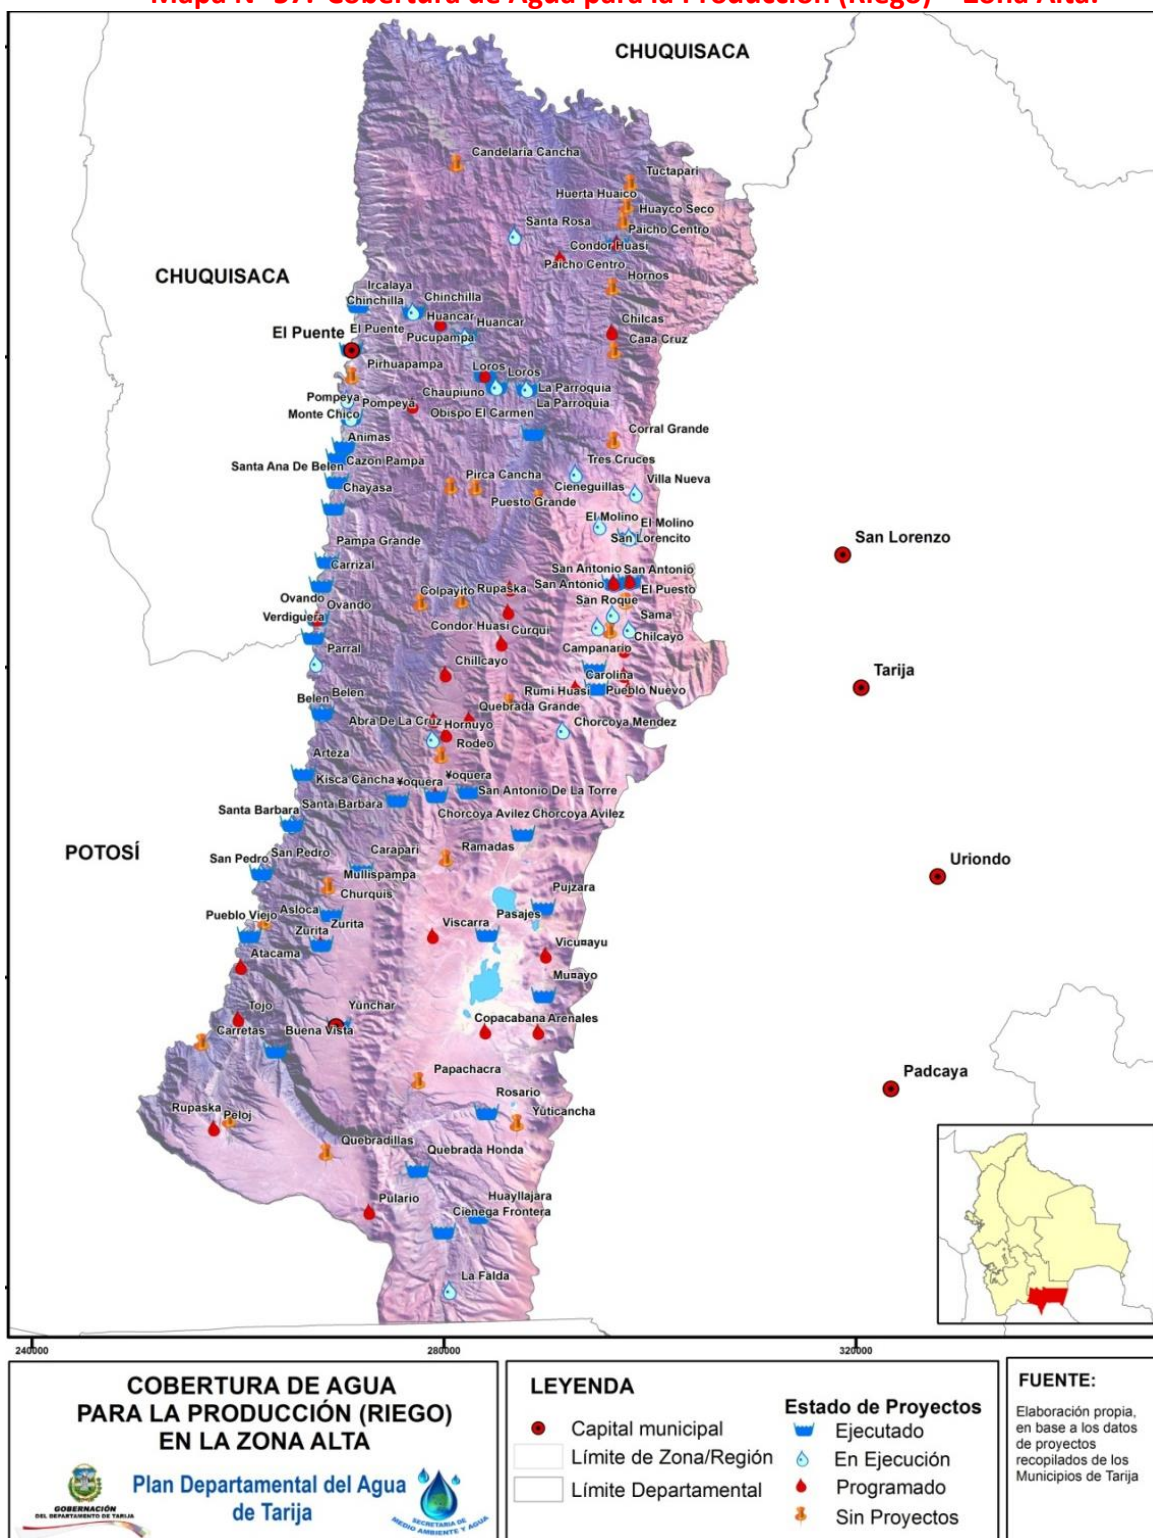 Mapa N° 37: Cobertura de Agua para la Producción (Riego) – Zona Alta.
CHUQUISACA
Candelaria Cancha
Tuctapari
Huerta Huaico
Huayco Seco
Santa Rosa
Paicho Centro
Condor Huasi
Paicho Centro
CHUQUISACA
Hornos
Ircalaya
Chinchilla
Chinchilla
Huancar
Huancar
Chilcas
El Puente
El Puente
Pucupampa
Ca¤a Cruz
Pirhuapampa
Loros
Loros
Pompeya
Pompeya
Chaupiuno
La Parroquia
La Parroquia
Monte Chico
Obispo El Carmen
Animas
Corral Grande
Santa Ana De Belen
Cazon Pampa
Tres Cruces
Chayasa
Pirca Cancha
Cieneguillas
Villa Nueva
Puesto Grande
El Molino
El Molino
San Lorencito
San Lorenzo
Pampa Grande
Carrizal
San Antonio
San Antonio
San Antonio
El Puesto
Ovando
Ovando
Colpayito
Rupaska
San Roque
Sama
Verdiguera
Condor Huasi
Curqui
Chilcayo
Parral
Campanario
Chillcayo
Carolina
Tarija
Belen
Belen
Rumi Huasi
Pueblo Nuevo
Quebrada Grande
Abra De La Cruz
Hornuyo
Chorcoya Mendez
Rodeo
Arteza
Kisca Cancha
¥oquera
¥oquera
San Antonio De La Torre
Santa Barbara
Santa Barbara
Chorcoya Avilez
Chorcoya Avilez
POTOSÍ
San Pedro
San Pedro
Carapari
Ramadas
Uriondo
Mullispampa
Churquis
Pujzara
Pueblo Viejo
Asloca
Zurita
Zurita
Viscarra
Pasajes
Atacama
Vicu¤ayu
Mu¤ayo
Tojo
Yunchar
Carretas
Buena Vista
Copacabana
Arenales
Papachacra
Padcaya
Rosario
Rupaska
Peloj
Yuticancha
Quebradillas
Quebrada Honda
Pulario
Huayllajara
Cienega Frontera
La Falda
240000
280000
320000
COBERTURA DE AGUA
PARA LA PRODUCCIÓN (RIEGO)
EN LA ZONA ALTA
GOBERNACIÓN
DEL DEPARTAMENTO DE TARIJA
Plan Departamental del Agua
de Tarija
SECRETARIA DE
MEDIO AMBIENTE Y AGUA
LEYENDA
Capital municipal
Límite de Zona/Región
Límite Departamental
Estado de Proyectos
Ejecutado
En Ejecución
Programado
Sin Proyectos
FUENTE:
Elaboración propia,
en base a los datos
de proyectos
recopilados de los
Municipios de Tarija